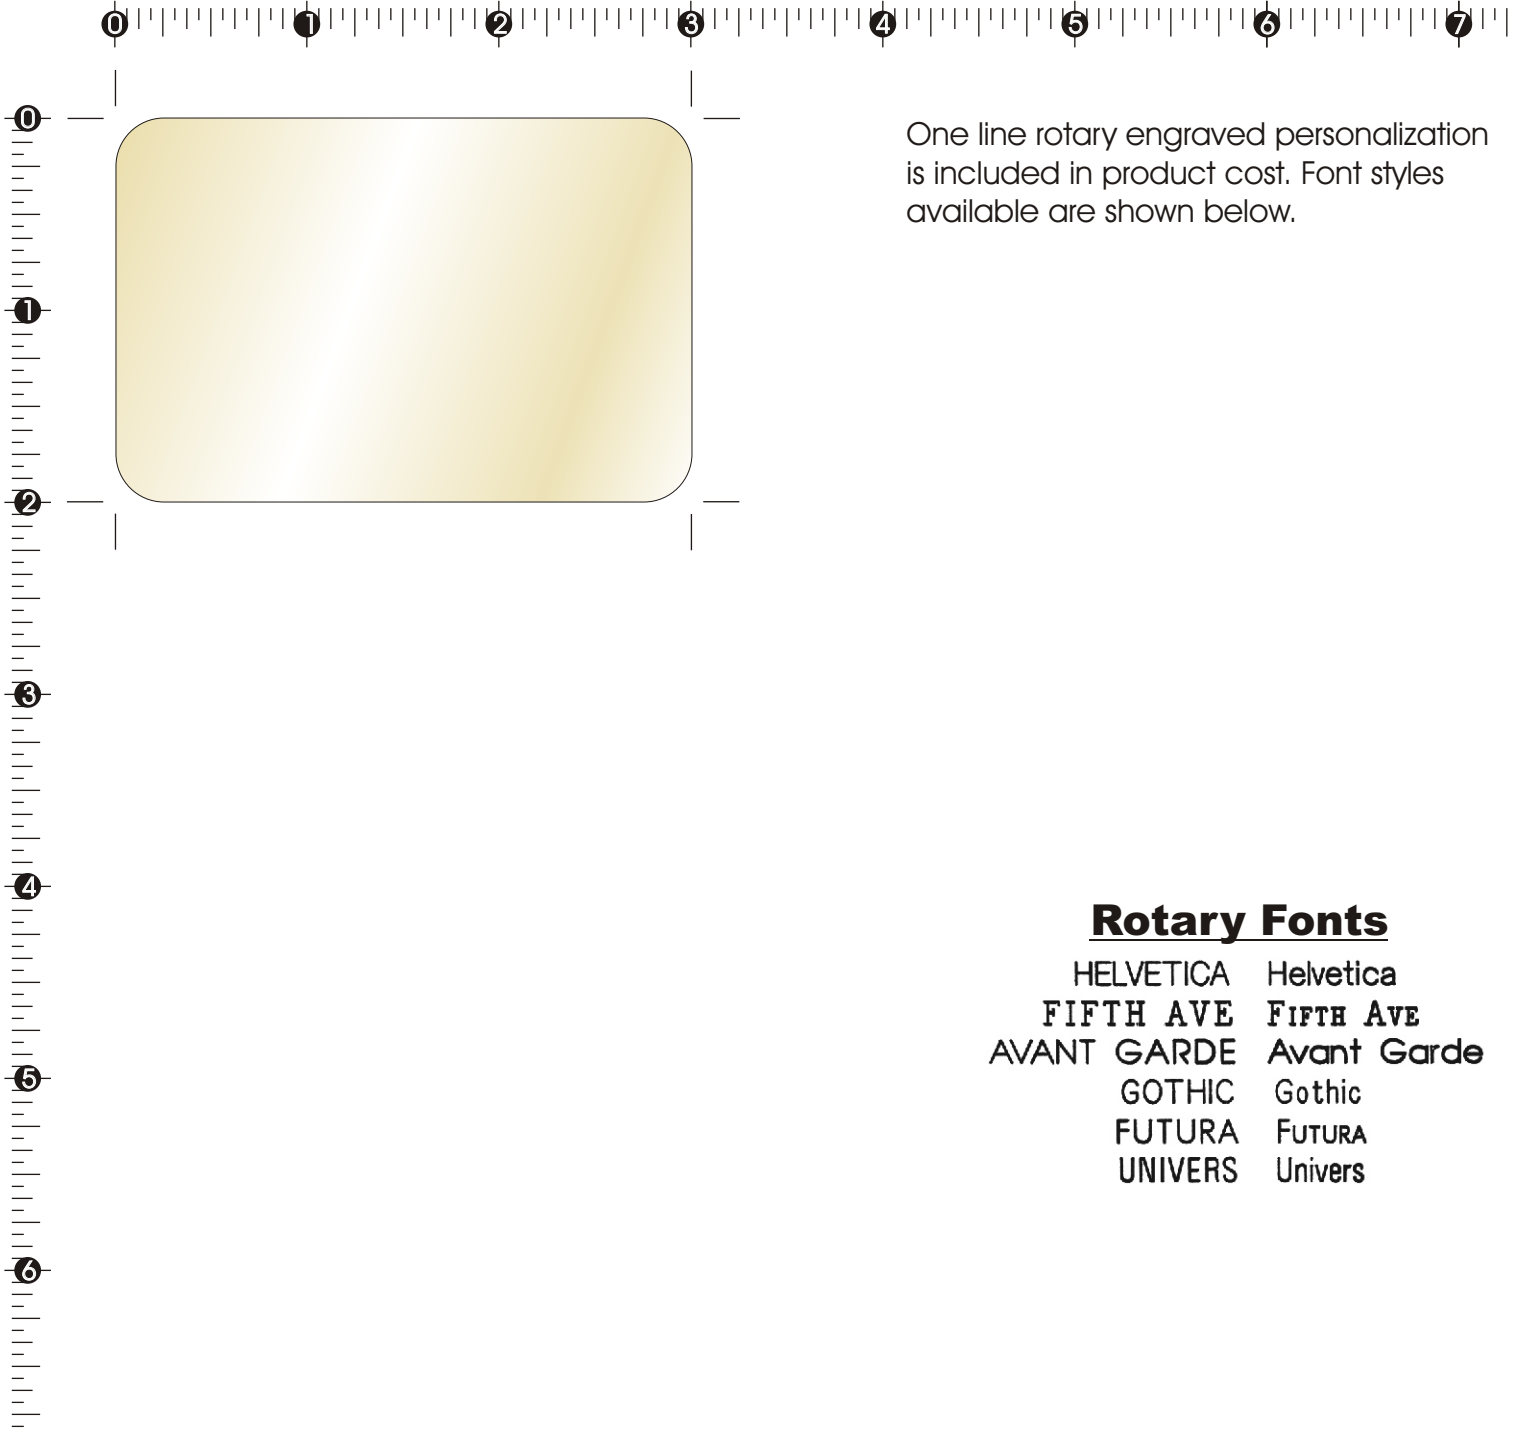 0 1 2 3 4 5 6 7
0
1
2
3
4
5
6
One line rotary engraved personalization
is included in product cost. Font styles
available are shown below.
Rotary Fonts
HELVETICA Helvetica
FIFTH AVE FIFTH AVE
AVANT GARDE Avant Garde
GOTHIC Gothic
FUTURA FUTURA
UNIVERS Univers